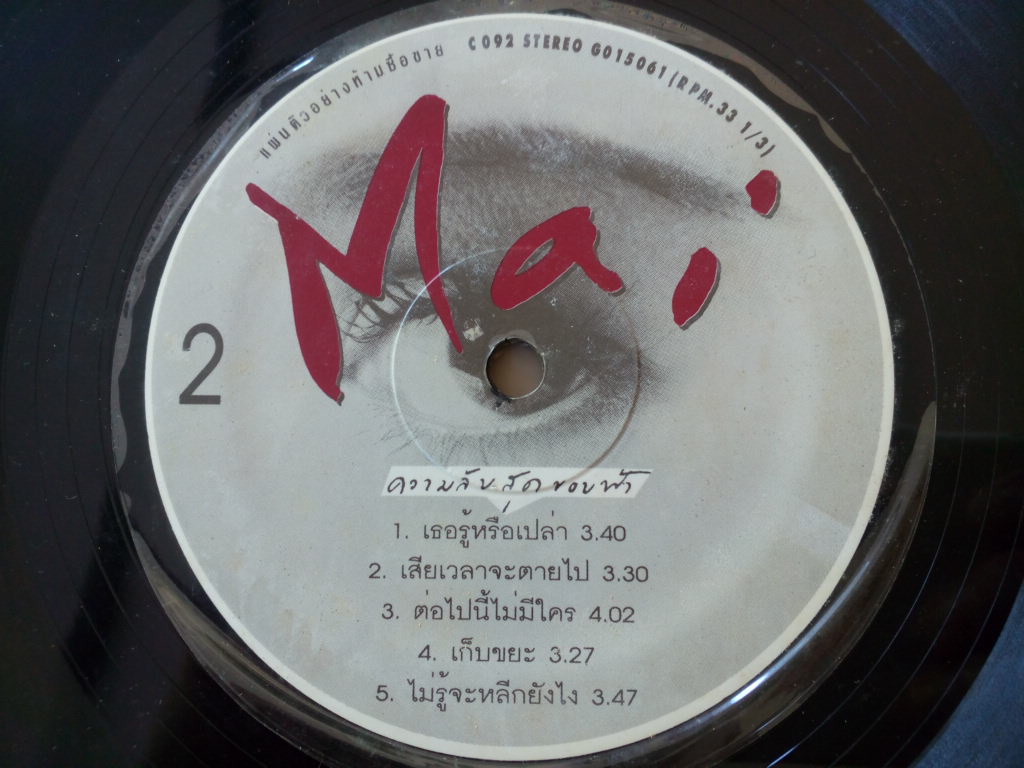 แผ่นตัวอย่างห้ามซื้อขาย C 092 STEREO G015061 (RPM.33 1/3)
Mai
2
ความลับสุดขอบฟ้า
1. เธอรู้หรือเปล่า 3.40
2. เสียเวลาจะตายไป 3.30
3. ต่อไปนี้ไม่มีใคร 4.02
4. เก็บขยะ 3.27
5. ไม่รู้จะหลีกยังไง 3.47